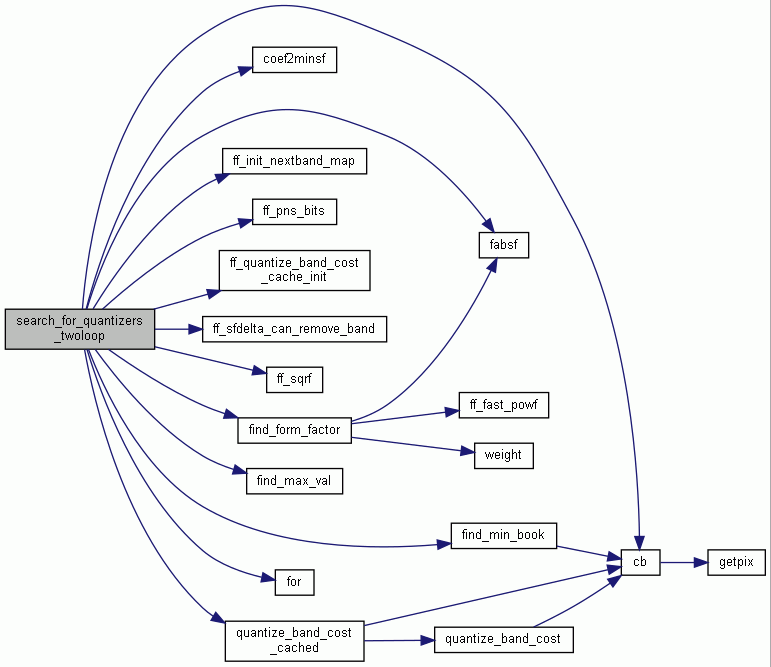 coef2minsf
ff_init_nextband_map
ff_pns_bits
fabsf
ff_quantize_band_cost
_cache_init
search_for_quantizers
_twoloop
ff_sfdelta_can_remove_band
ff_sqrf
ff_fast_powf
find_form_factor
weight
find_max_val
find_min_book
cb
getpix
for
quantize_band_cost
_cached
quantize_band_cost